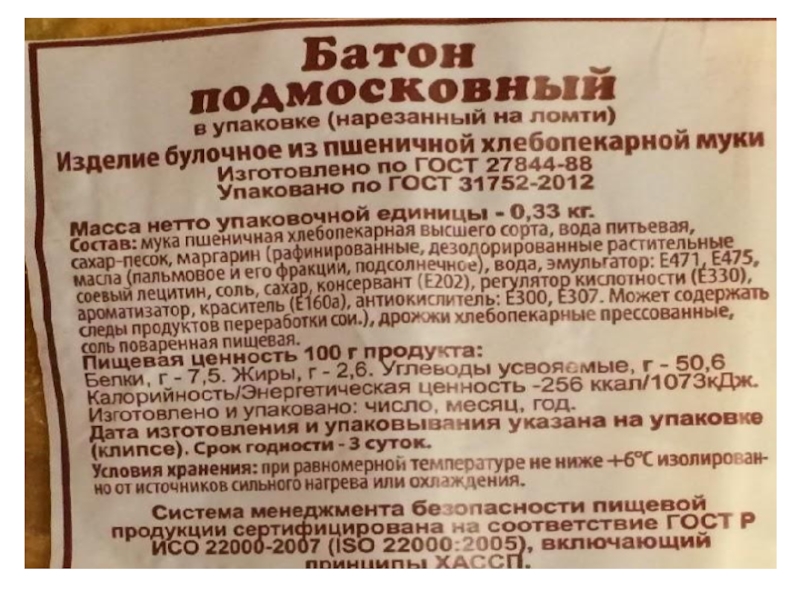 Батон
подмосковный
в упаковке (нарезанный на ломти)
Изделие булочное из пшеничной хлебопекарной муки
Изготовлено по ГОСТ 27844-88
Упаковано по ГОСТ 31752-2012
Масса нетто упаковочной единицы - 0,33 кг.
Состав: мука пшеничная хлебопекарная высшего сорта, вода питьевая,
сахар-песок, маргарин (рафинированные, дезодорированные растительные
масла (пальмовое и его фракции, подсолнечное), вода, эмульгатор: Е471, Е475,
соевый лецитин, соль, сахар, консервант (Е202), регулятор кислотности (Е330),
ароматизатор, краситель (Е160а), антиокислитель: Е300, Е307. Может содержать
следы продуктов переработки сои.), дрожжи хлебопекарные прессованные,
соль поваренная пищевая.
Пищевая ценность 100 г продукта:
Белки, г - 7,5. Жиры, г - 2,6. Углеводы усвояемые, г - 50,6
Калорийность/Энергетическая ценность -256 ккал/1073кДж.
Изготовлено и упаковано: число, месяц, год.
Дата изготовления и упаковывания указана на упаковке
(клипсе). Срок годности - 3 суток.
Условия хранения: при равномерной температуре не ниже +6°С изолирован-
но от источников сильного нагрева или охлаждения.
Система менеджмента безопасности пищевой
продукции сертифицирована на соответствие ГОСТ Р
ИСО 22000-2007 (ISO 22000:2005), включающий
принципы ХАССП.